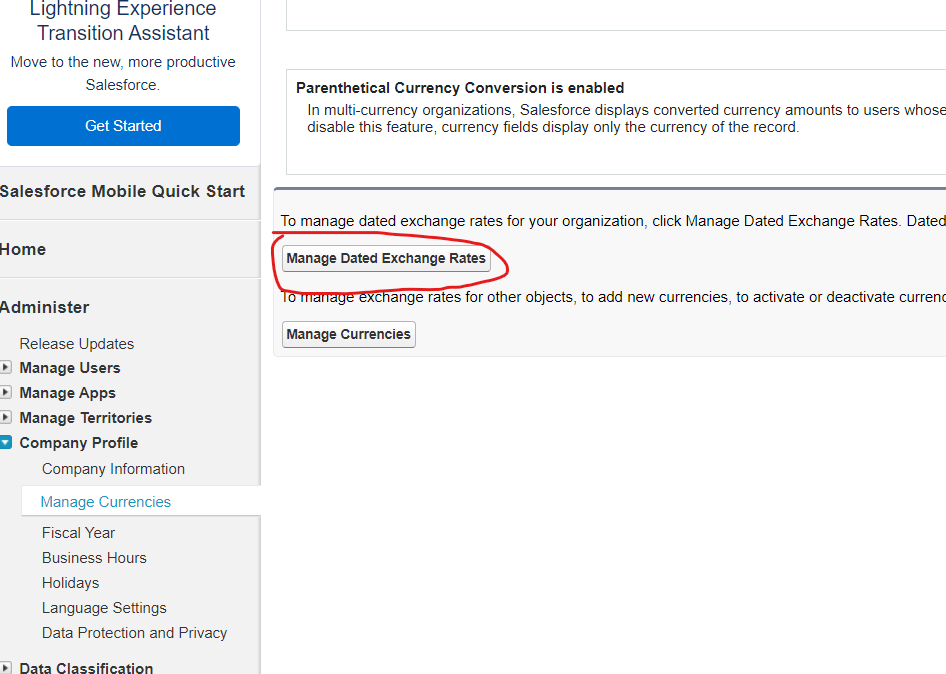 Lightning Experience
Transition Assistant
Move to the new, more productive
Salesforce.
Get Started
Salesforce Mobile Quick Start
Home
Administer
Release Updates
Manage Users
Manage Apps
Manage Territories
Company Profile
Company Information
Manage Currencies
Fiscal Year
Business Hours
Holidays
Language Settings
Data Protection and Privacy
Data Classification
Parenthetical Currency Conversion is enabled
In multi-currency organizations, Salesforce displays converted currency amounts to users whose
disable this feature, currency fields display only the currency of the record.
To manage dated exchange rates for your organization, click Manage Dated Exchange Rates. Dated
Manage Dated Exchange Rates
To manage exchange rates for other objects, to add new currencies, to activate or deactivate currenc
Manage Currencies